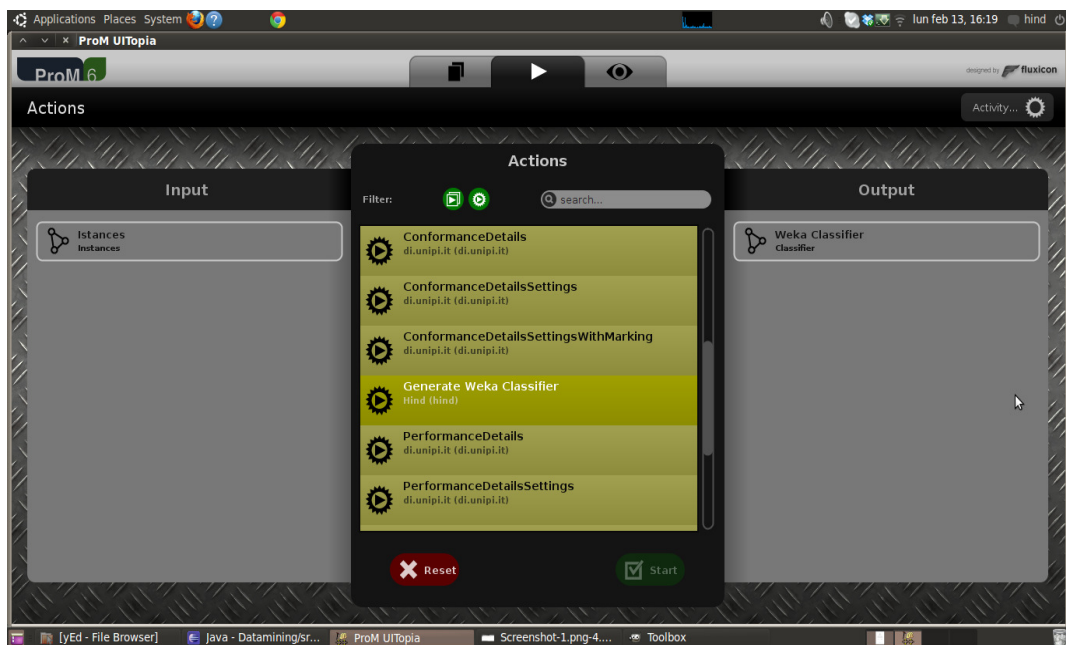 Applications Places System
lun feb 13, 16:19 hind
ProM UITopia
ProM 6
designed by fluxicon
Actions
Activity...
Input
Istances
Instances
Actions
Filter:
search...
ConformanceDetails
di.unipi.it (di.unipi.it)
ConformanceDetailsSettings
di.unipi.it (di.unipi.it)
ConformanceDetailsSettingsWithMarking
di.unipi.it (di.unipi.it)
Generate Weka Classifier
Hind (hind)
PerformanceDetails
di.unipi.it (di.unipi.it)
PerformanceDetailsSettings
di.unipi.it (di.unipi.it)
Reset
Start
Output
Weka Classifier
Classifier
[yEd - File Browser]
Java - Datamining/sr...
ProM UITopia
Screenshot-1.png-4....
Toolbox